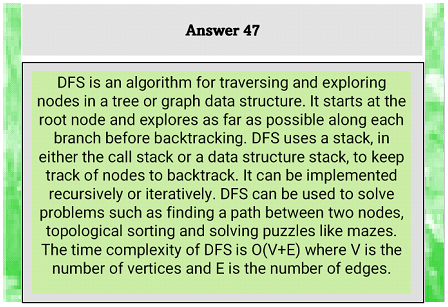 Answer 47
DFS is an algorithm for traversing and exploring
nodes in a tree or graph data structure. It starts at the
root node and explores as far as possible along each
branch before backtracking. DFS uses a stack, in
either the call stack or a data structure stack, to keep
track of nodes to backtrack. It can be implemented
recursively or iteratively. DFS can be used to solve
problems such as finding a path between two nodes,
topological sorting and solving puzzles like mazes.
The time complexity of DFS is O(V+E) where V is the
number of vertices and E is the number of edges.